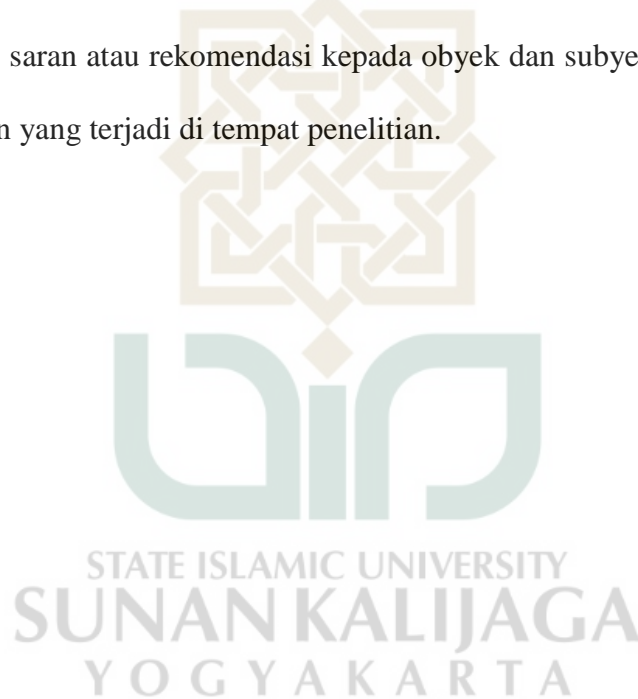 saran atau rekomendasi kepada obyek dan subye
n yang terjadi di tempat penelitian.
STATE ISLAMIC UNIVERSITY
SUNAN KALIJAGA
YOGYAKARTA